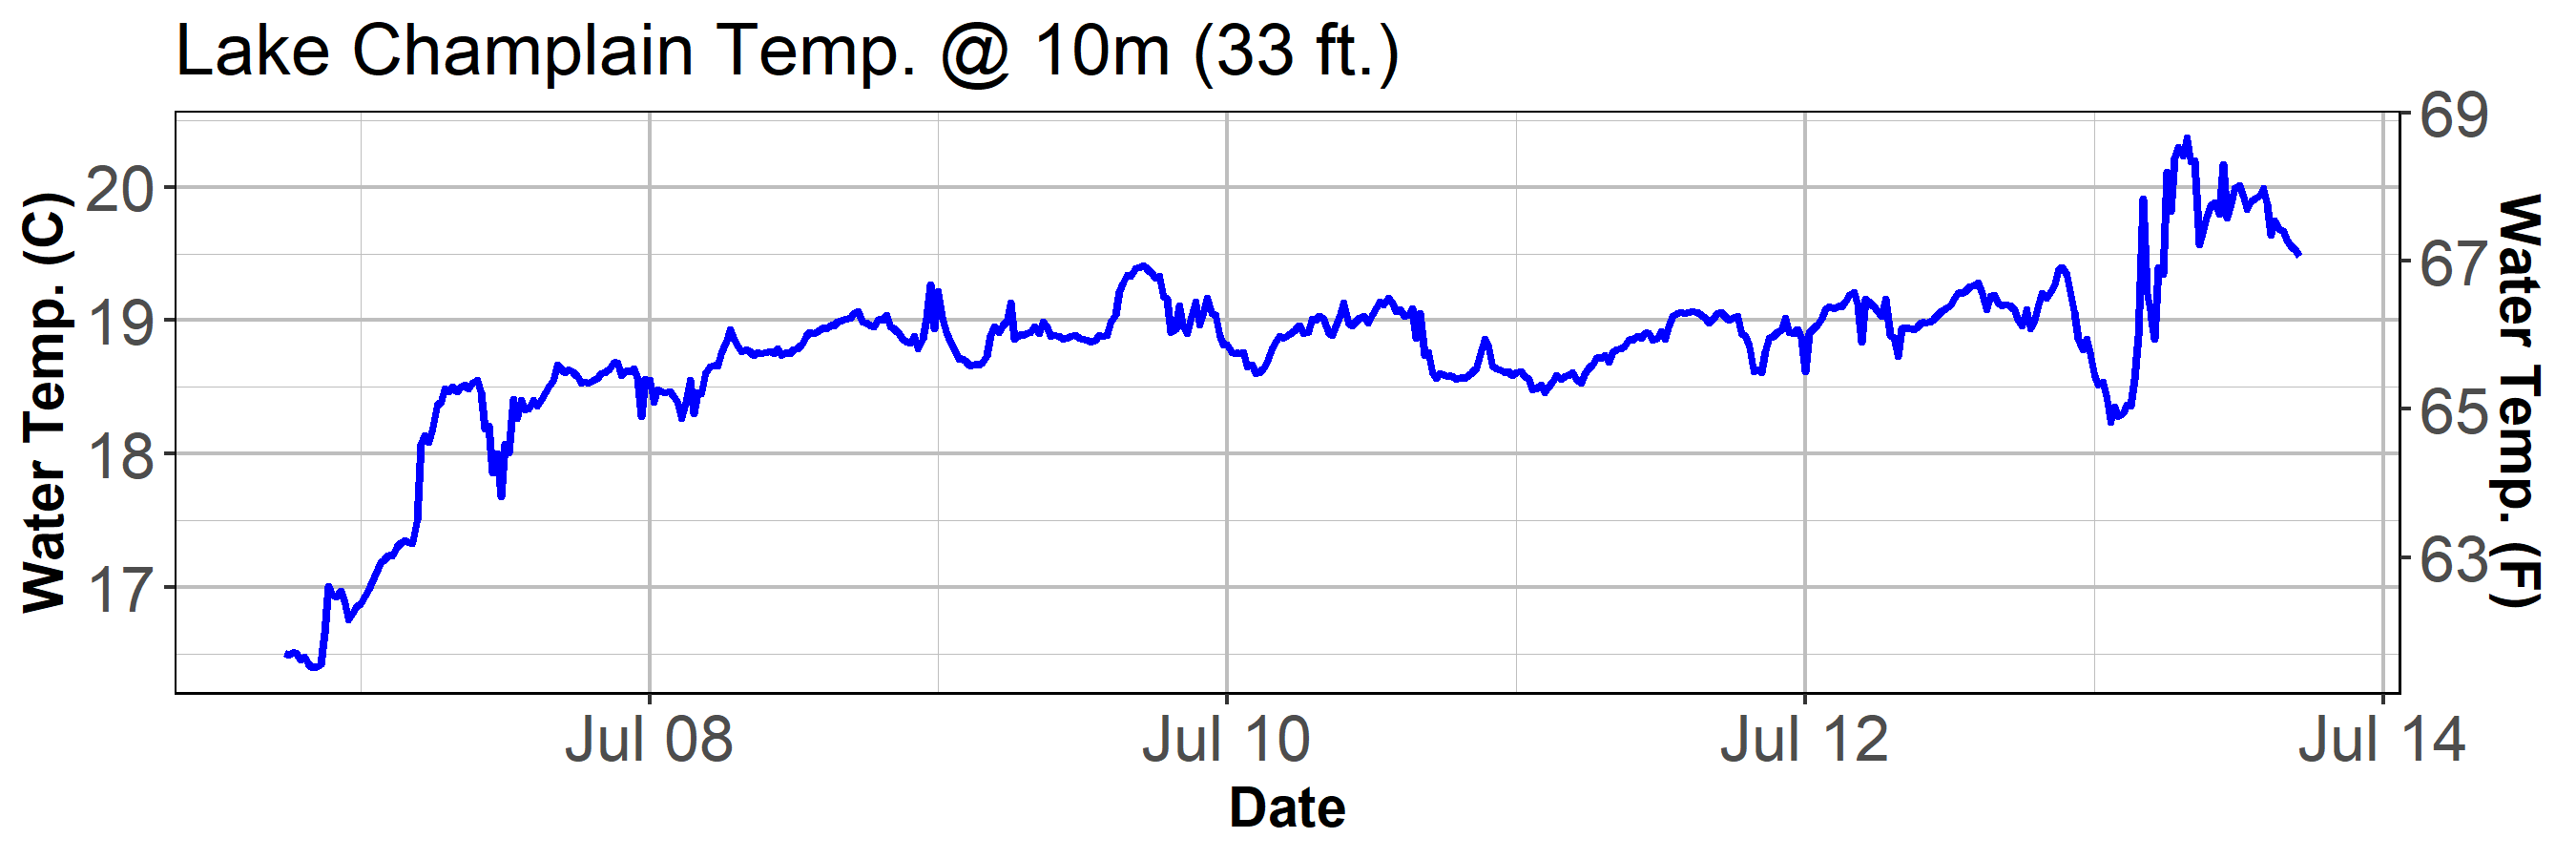 Lake Champlain Temp. @ 10m (33 ft.)
Water Temp. (C)
20
19
18
17
69
67
65
63
Water Temp. (F)
Jul 08
Jul 10
Jul 12
Jul 14
Date